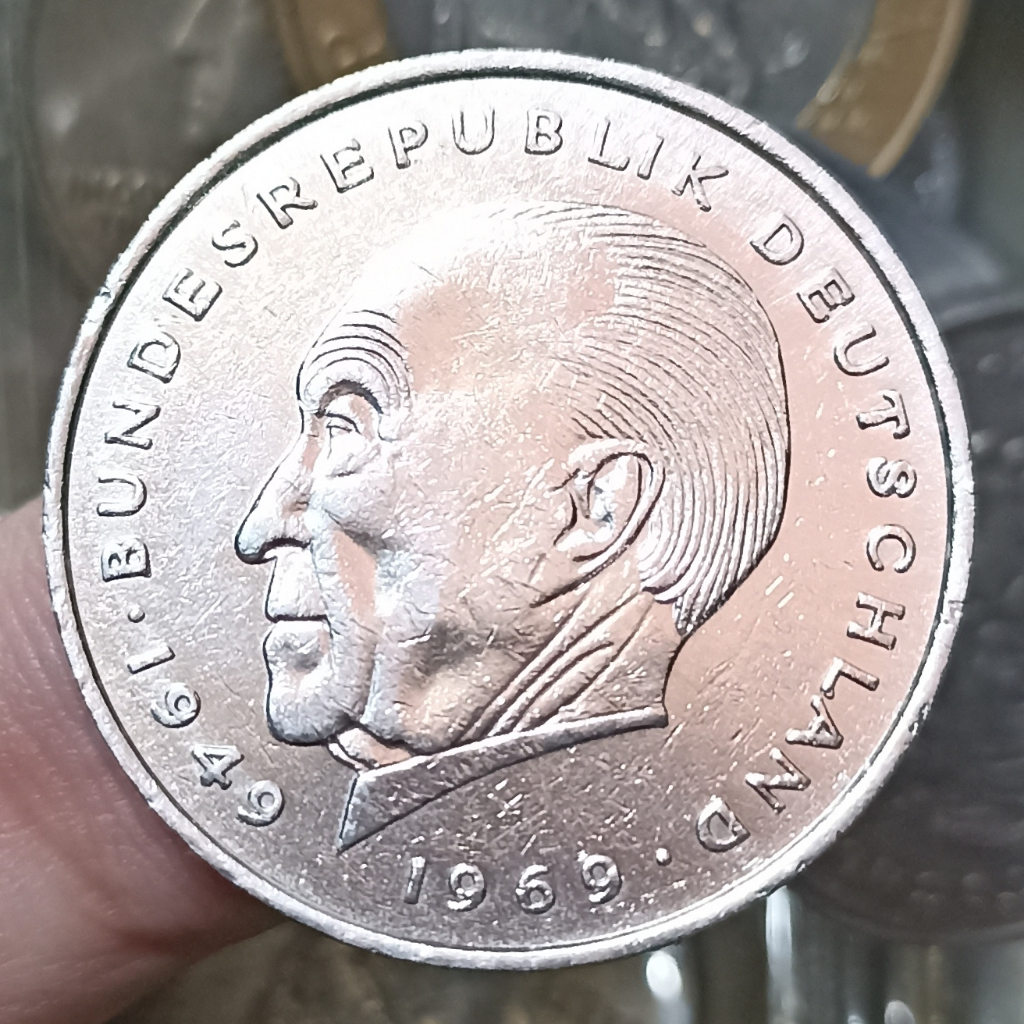 · BUNDESREPUBLIK DEUTSCHLAND ·
1949
1969